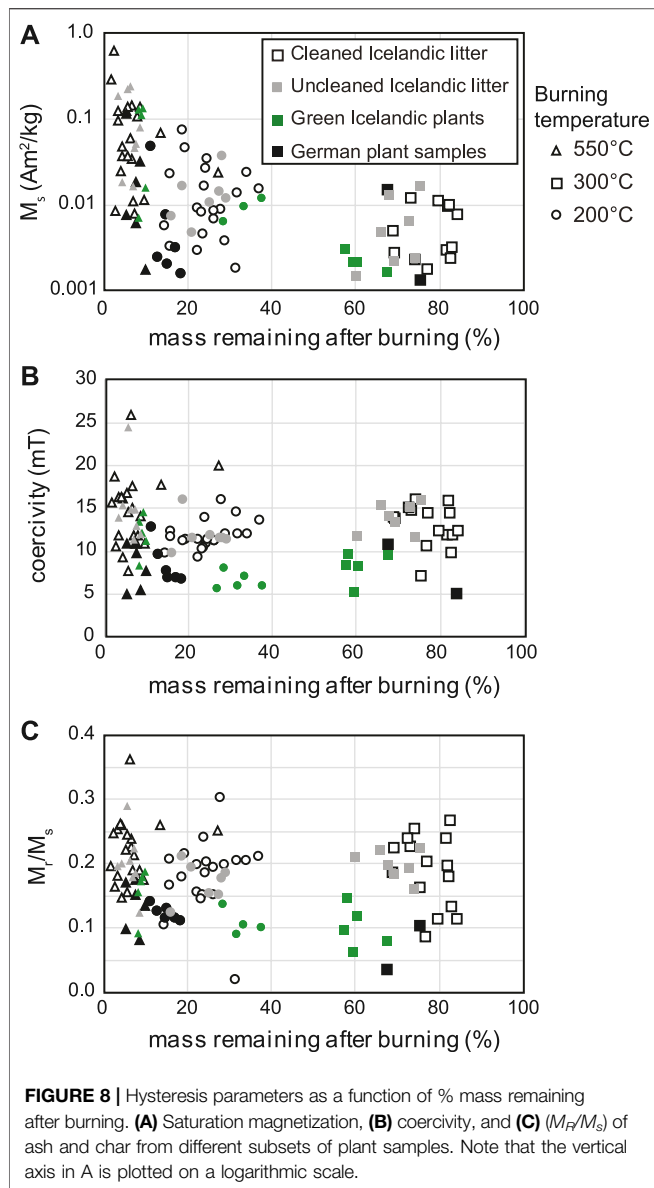 A
1.0
0.1
0.01
0.001
Ms (Am²/kg)
Cleaned Icelandic litter
Uncleaned Icelandic litter
Green Icelandic plants
German plant samples
Burning
temperature
550°C
300°C
200°C
0 20 40 60 80 100
mass remaining after burning (%)
B
30
25
20
15
10
5
0
coercivity (mT)
0 20 40 60 80 100
mass remaining after burning (%)
C
0.4
0.3
0.2
0.1
0.0
Mr/Ms
0 20 40 60 80 100
mass remaining after burning (%)
FIGURE 8 | Hysteresis parameters as a function of % mass remaining
after burning. (A) Saturation magnetization, (B) coercivity, and (C) (MR/Ms) of
ash and char from different subsets of plant samples. Note that the vertical
axis in A is plotted on a logarithmic scale.